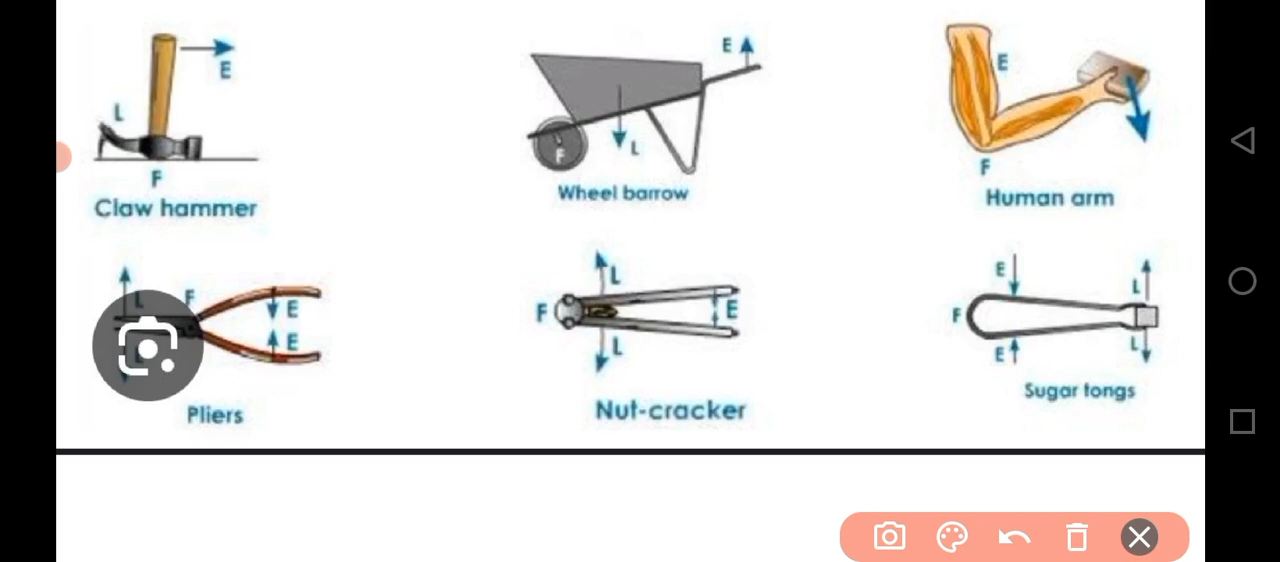 E
L
F
Claw hammer
E
L
F
Wheel barrow
E
F
Human arm
L
F
E
E
L
Pliers
L
F
E
L
Nut-cracker
E
L
F
E
L
Sugar tongs